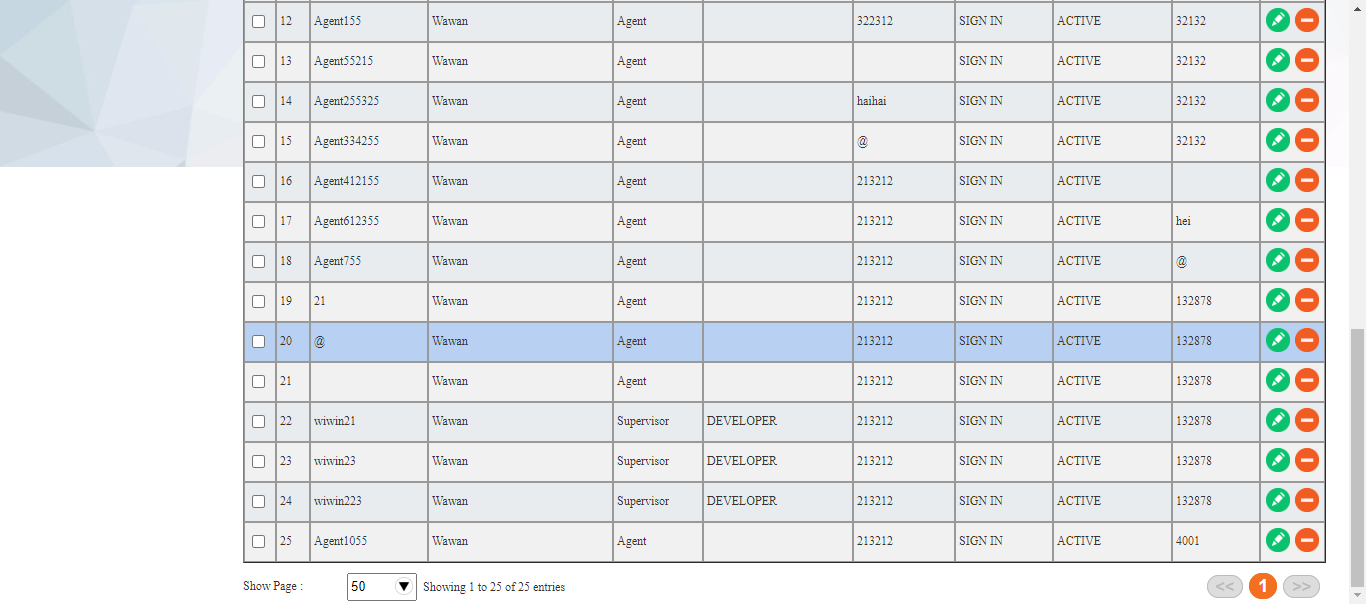 12 Agent155 Wawan Agent 322312 SIGN IN ACTIVE 32132
13 Agent55215 Wawan Agent SIGN IN ACTIVE 32132
14 Agent255325 Wawan Agent haihai SIGN IN ACTIVE 32132
15 Agent334255 Wawan Agent @ SIGN IN ACTIVE 32132
16 Agent412155 Wawan Agent 213212 SIGN IN ACTIVE
17 Agent612355 Wawan Agent 213212 SIGN IN ACTIVE hei
18 Agent755 Wawan Agent 213212 SIGN IN ACTIVE @
19 21 Wawan Agent 213212 SIGN IN ACTIVE 132878
20 @ Wawan Agent 213212 SIGN IN ACTIVE 132878
21 Wawan Agent 213212 SIGN IN ACTIVE 132878
22 wiwin21 Wawan Supervisor DEVELOPER 213212 SIGN IN ACTIVE 132878
23 wiwin23 Wawan Supervisor DEVELOPER 213212 SIGN IN ACTIVE 132878
24 wiwin223 Wawan Supervisor DEVELOPER 213212 SIGN IN ACTIVE 132878
25 Agent1055 Wawan Agent 213212 SIGN IN ACTIVE 4001
Show Page : 50 Showing 1 to 25 of 25 entries << 1 >>